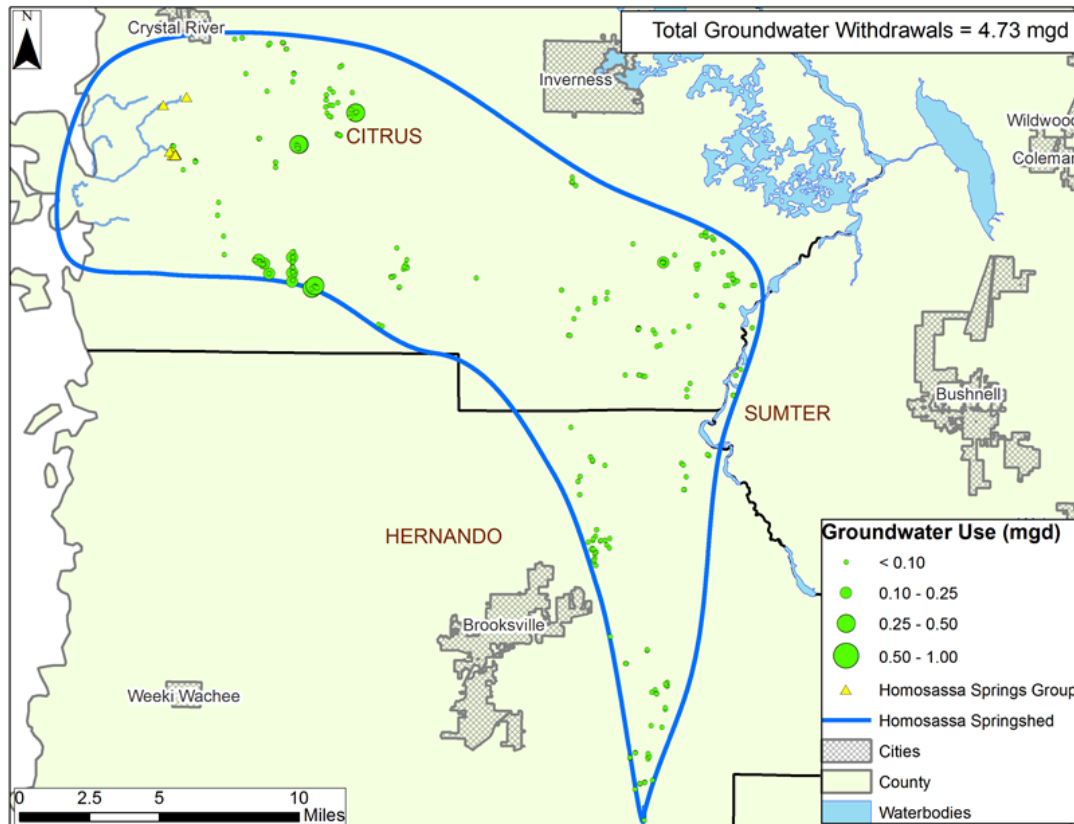 N
Crystal River
Total Groundwater Withdrawals = 4.73 mgd
Inverness
CITRUS
Wildwood
Coleman
SUMTER
Bushnell
HERNANDO
Brooksville
Weeki Wachee
Groundwater Use (mgd)
< 0.10
0.10 - 0.25
0.25 - 0.50
0.50 - 1.00
Homosassa Springs Group
Homosassa Springshed
Cities
County
Waterbodies
0 2.5 5 10
Miles